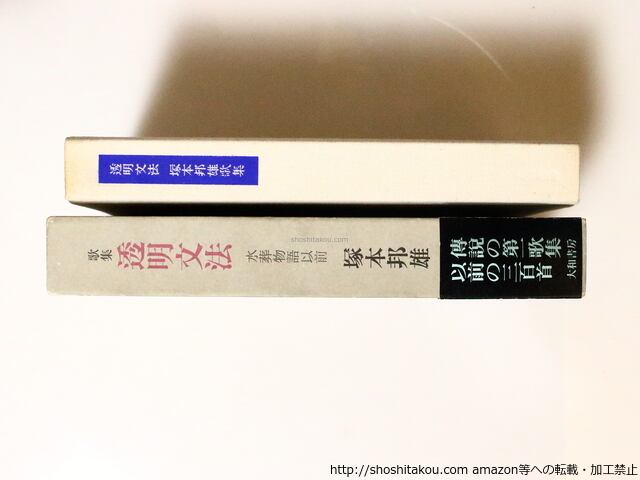 透明文法 塚本邦雄歌集
歌集 透明文法 水葬物語以前 塚本邦雄
傳説の第一歌集
以前の三百首
大和書房
shoshitakou.com
http://shoshitakou.com amazon等への転載・加工禁止